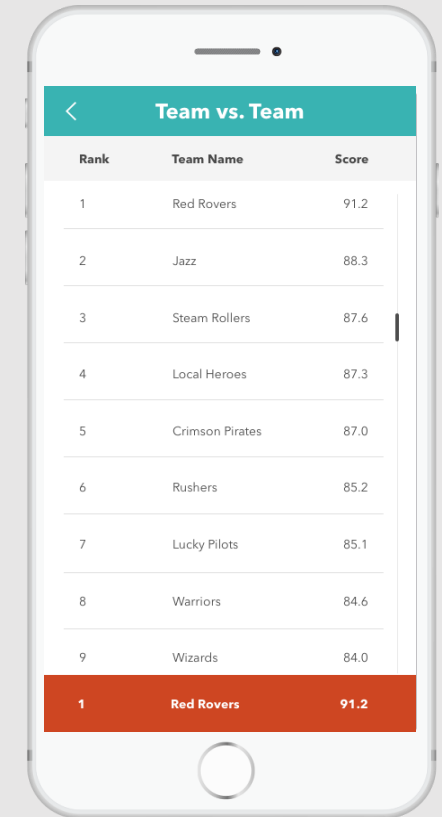 Team vs. Team
Rank Team Name Score
1 Red Rovers 91.2
2 Jazz 88.3
3 Steam Rollers 87.6
4 Local Heroes 87.3
5 Crimson Pirates 87.0
6 Rushers 85.2
7 Lucky Pilots 85.1
8 Warriors 84.6
9 Wizards 84.0
1 Red Rovers 91.2